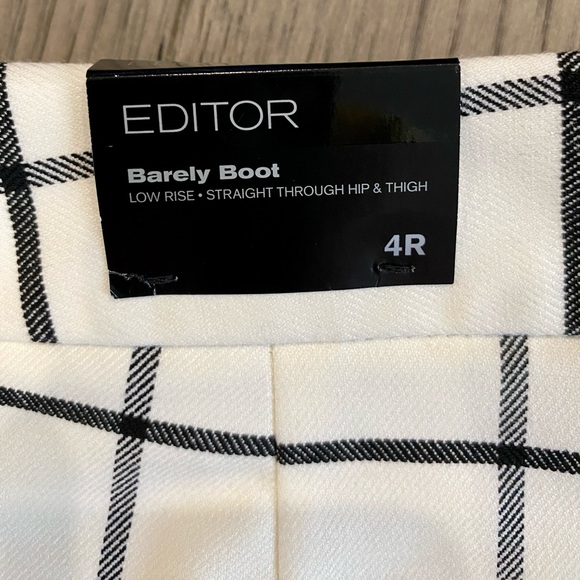 EDITOR
Barely Boot
LOW RISE • STRAIGHT THROUGH HIP & THIGH
4R